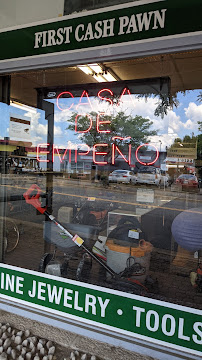 FIRST CASH PAWN
CASA
DE
EMPEÑO
INE JEWELRY · TOOLS